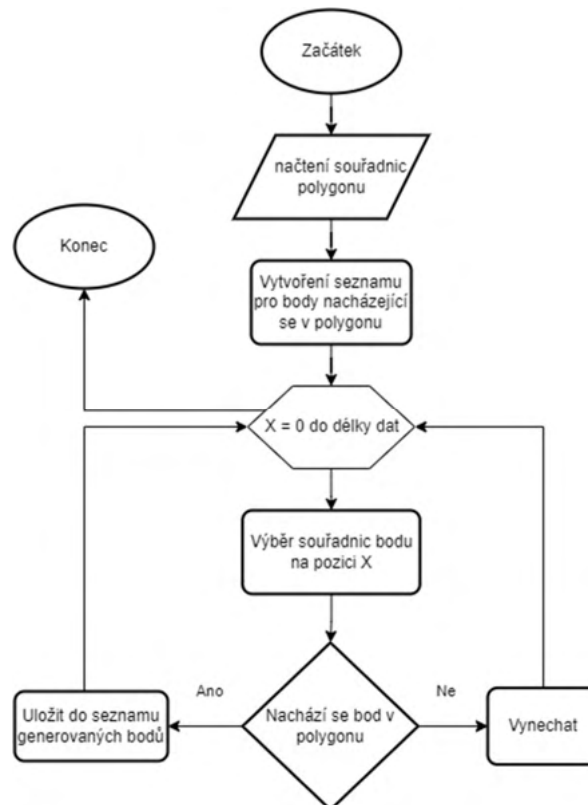 Začátek
načtení souřadnic
polygonu
Konec
Vytvoření seznamu
pro body nacházející
se v polygonu
X = 0 do délky dat
Výběr souřadnic bodu
na pozici X
Ano
Ne
Uložit do seznamu
generovaných bodů
Nachází se bod v
polygonu
Vynechat